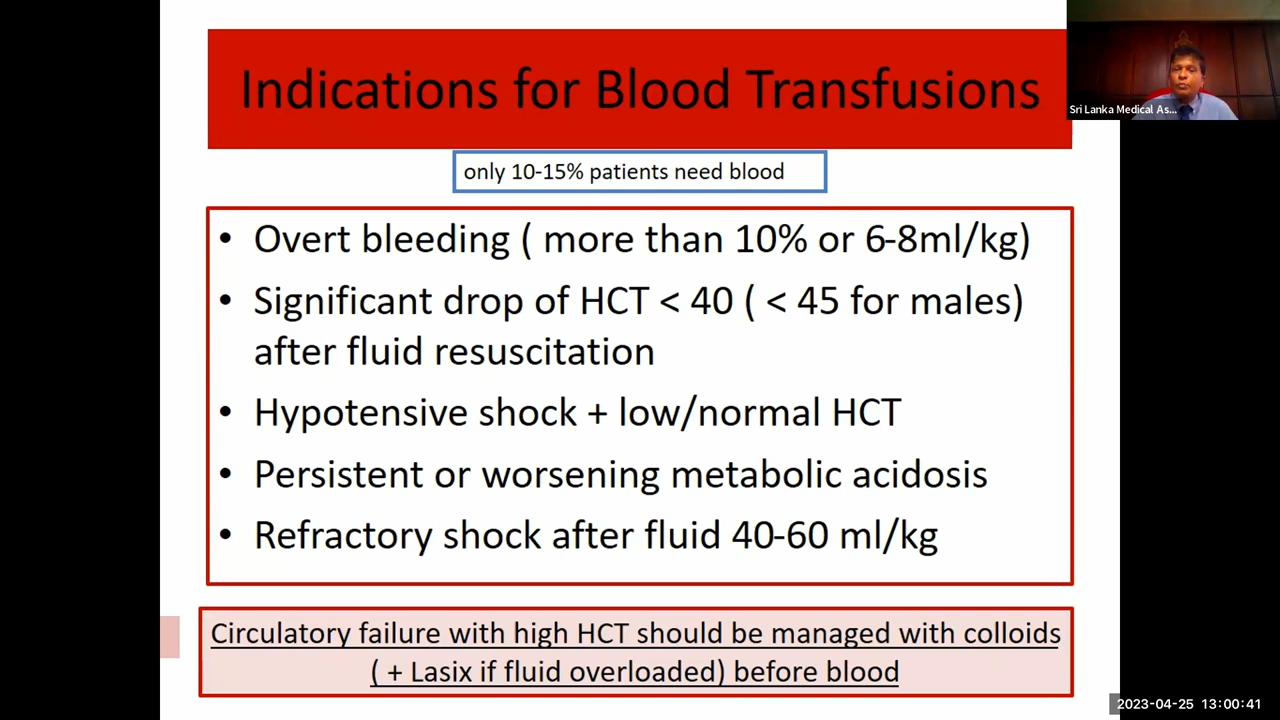 Indications for Blood Transfusions
Sri Lanka Medical As...
only 10-15% patients need blood
• Overt bleeding ( more than 10% or 6-8ml/kg)
• Significant drop of HCT < 40 ( < 45 for males)
after fluid resuscitation
• Hypotensive shock + low/normal HCT
• Persistent or worsening metabolic acidosis
• Refractory shock after fluid 40-60 ml/kg
Circulatory failure with high HCT should be managed with colloids
( + Lasix if fluid overloaded) before blood
2023-04-25 13:00:41